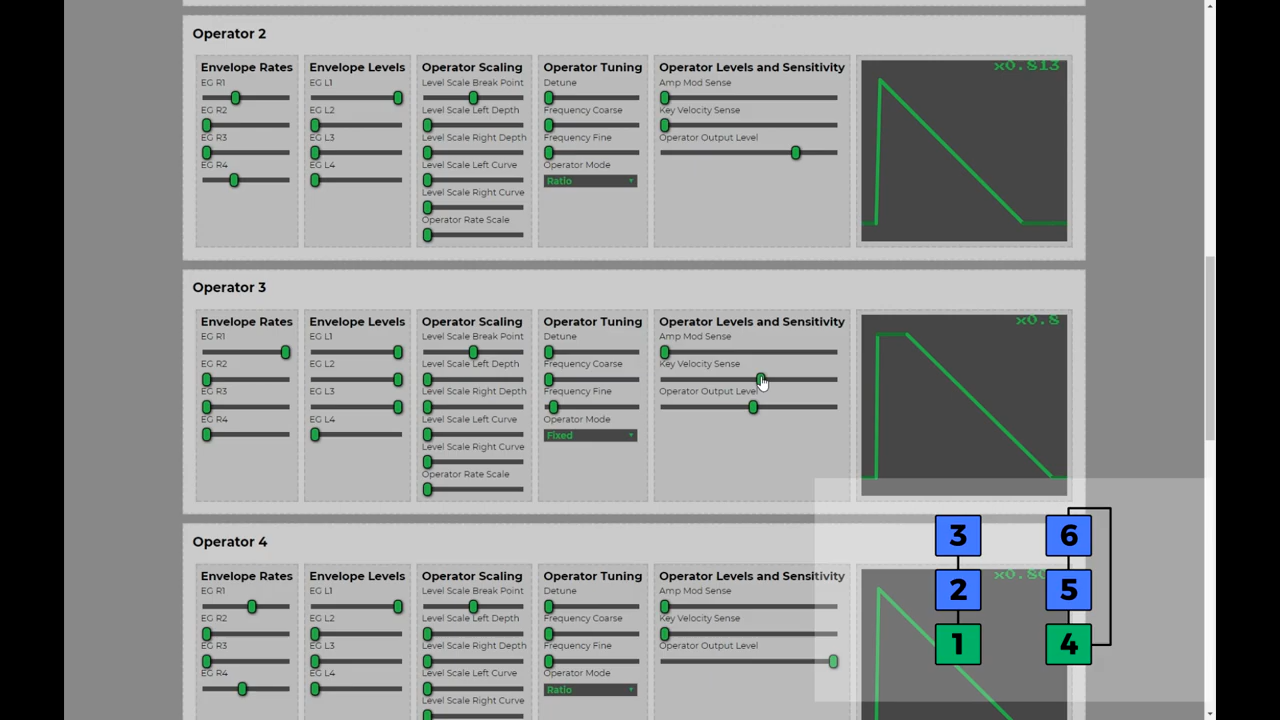 Operator 2
Envelope Rates
EG R1
EG R2
EG R3
EG R4
Envelope Levels
EG L1
EG L2
EG L3
EG L4
Operator Scaling
Level Scale Break Point
Level Scale Left Depth
Level Scale Right Depth
Level Scale Left Curve
Level Scale Right Curve
Operator Rate Scale
Operator Tuning
Detune
Frequency Coarse
Frequency Fine
Operator Mode
Ratio
Operator Levels and Sensitivity
Amp Mod Sense
Key Velocity Sense
Operator Output Level
x0.813
Operator 3
Envelope Rates
EG R1
EG R2
EG R3
EG R4
Envelope Levels
EG L1
EG L2
EG L3
EG L4
Operator Scaling
Level Scale Break Point
Level Scale Left Depth
Level Scale Right Depth
Level Scale Left Curve
Level Scale Right Curve
Operator Rate Scale
Operator Tuning
Detune
Frequency Coarse
Frequency Fine
Operator Mode
Fixed
Operator Levels and Sensitivity
Amp Mod Sense
Key Velocity Sense
Operator Output Level
x0.8
Operator 4
Envelope Rates
EG R1
EG R2
EG R3
EG R4
Envelope Levels
EG L1
EG L2
EG L3
EG L4
Operator Scaling
Level Scale Break Point
Level Scale Left Depth
Level Scale Right Depth
Level Scale Left Curve
Level Scale Right Curve
Operator Tuning
Detune
Frequency Coarse
Frequency Fine
Operator Mode
Ratio
Operator Levels and Sensitivity
Amp Mod Sense
Key Velocity Sense
Operator Output Level
3 6
2 5
1 4